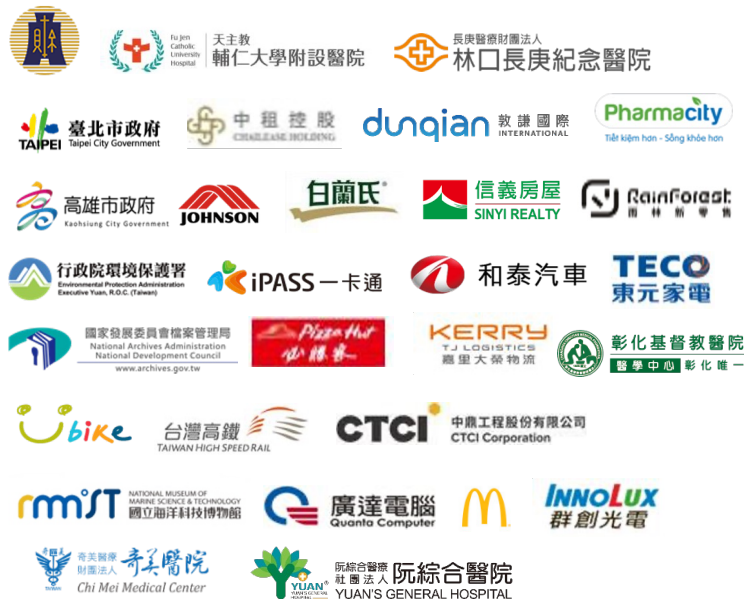 財
Fu Jen
Catholic
University
Hospital
天主教
輔仁大學附設醫院
長庚醫療財團法人
林口長庚紀念醫院
TAIPEI
臺北市政府
Taipei City Government
中租控股
CHAILEASE HOLDING
dunqian
敦謙國際
INTERNATIONAL
Pharmacity
Tiết kiệm hơn - Sống khỏe hơn
高雄市政府
Kaohsiung City Government
JOHNSON
白蘭氏®
信義房屋
SINYI REALTY
RainForest
雨林新零售
行政院環境保護署
Environmental Protection Administration
Executive Yuan, R.O.C. (Taiwan)
iPASS 一卡通
和泰汽車
TECO
東元家電
國家發展委員會檔案管理局
National Archives Administration
National Development Council
www.archives.gov.tw
Pizza Hut
必勝客
KERRY
TJ LOGISTICS
嘉里大榮物流
彰化基督教醫院
醫學中心 彰化唯一
Ubike
台灣高鐵
TAIWAN HIGH SPEED RAIL
CTCI
中鼎工程股份有限公司
CTCI Corporation
nmmst
NATIONAL MUSEUM OF
MARINE SCIENCE & TECHNOLOGY
國立海洋科技博物館
廣達電腦
Quanta Computer
INNOLUX
群創光電
奇美醫療
財團法人
奇美醫院
Chi Mei Medical Center
YUAN®
YUAN'S GENERAL
HOSPITAL
阮綜合醫療
社團法人
阮綜合醫院
YUAN'S GENERAL HOSPITAL